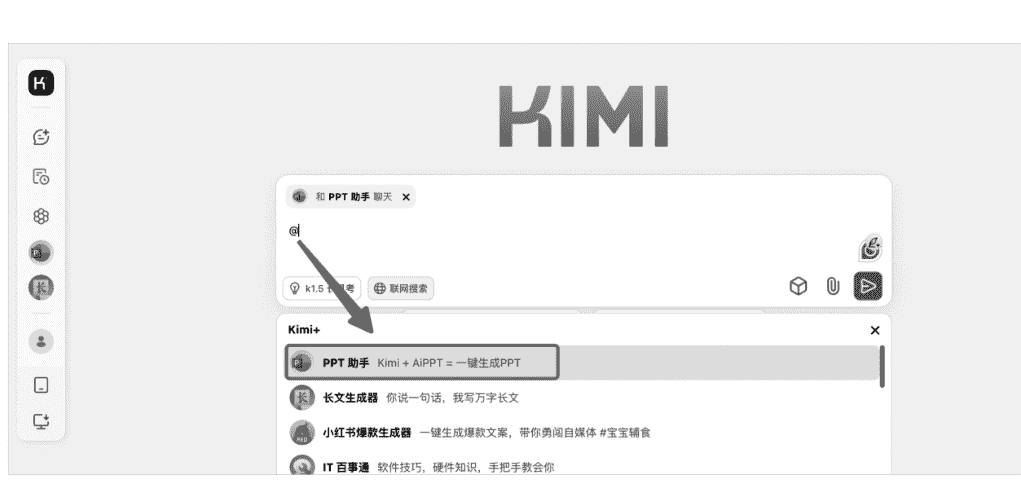 KIMI
和 PPT 助手 聊天
@
k1.5 长思考
联网搜索
Kimi+
PPT 助手 Kimi + AiPPT = 一键生成PPT
长文生成器 你说一句话，我写万字长文
小红书爆款生成器 一键生成爆款文案，带你勇闯自媒体 #宝宝辅食
IT 百事通 软件技巧，硬件知识，手把手教会你